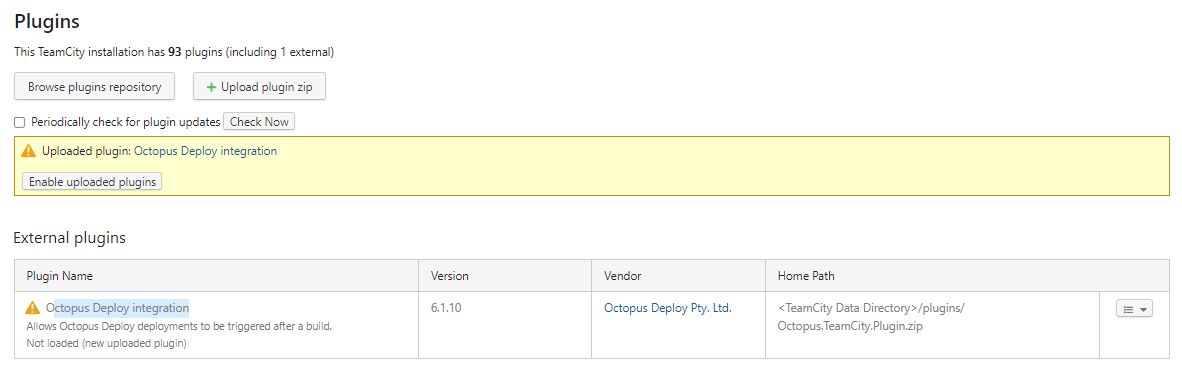 Plugins
This TeamCity installation has 93 plugins (including 1 external)
Browse plugins repository
+ Upload plugin zip
Periodically check for plugin updates Check Now
Uploaded plugin: Octopus Deploy integration
Enable uploaded plugins
External plugins
Plugin Name Version Vendor Home Path
Octopus Deploy integration 6.1.10 Octopus Deploy Pty. Ltd. <TeamCity Data Directory>/plugins/
Allows Octopus Deploy deployments to be triggered after a build. Octopus.TeamCity.Plugin.zip
Not loaded (new uploaded plugin)